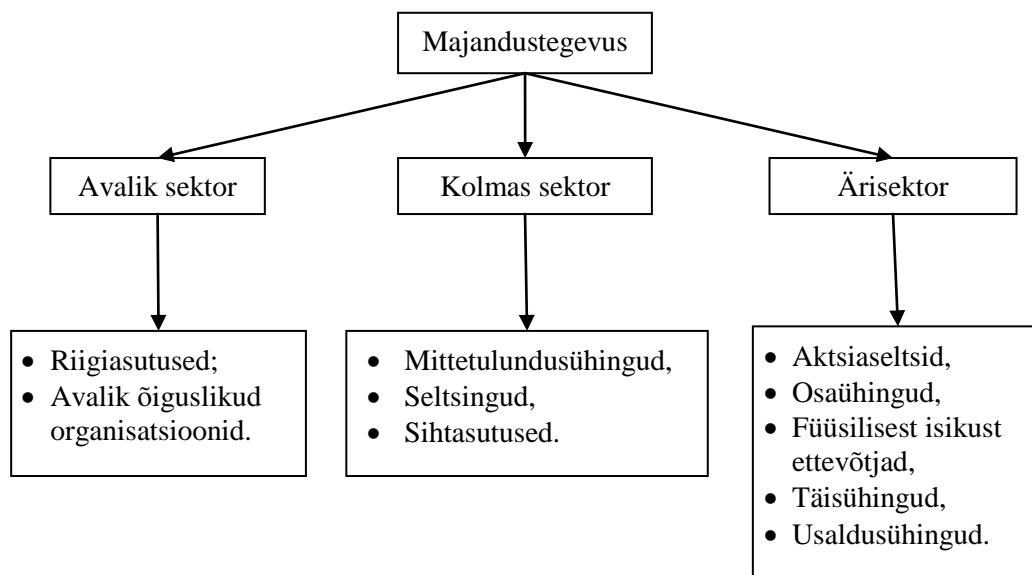 Majandustegevus
Avalik sektor
Kolmas sektor
Ärisektor
• Riigiasutused;
• Avalik õiguslikud
organisatsioonid.
• Mittetulundusühingud,
• Seltsingud,
• Sihtasutused.
• Aktsiaseltsid,
• Osaühingud,
• Füüsilisest isikust
ettevõtjad,
• Täisühingud,
• Usaldusühingud.